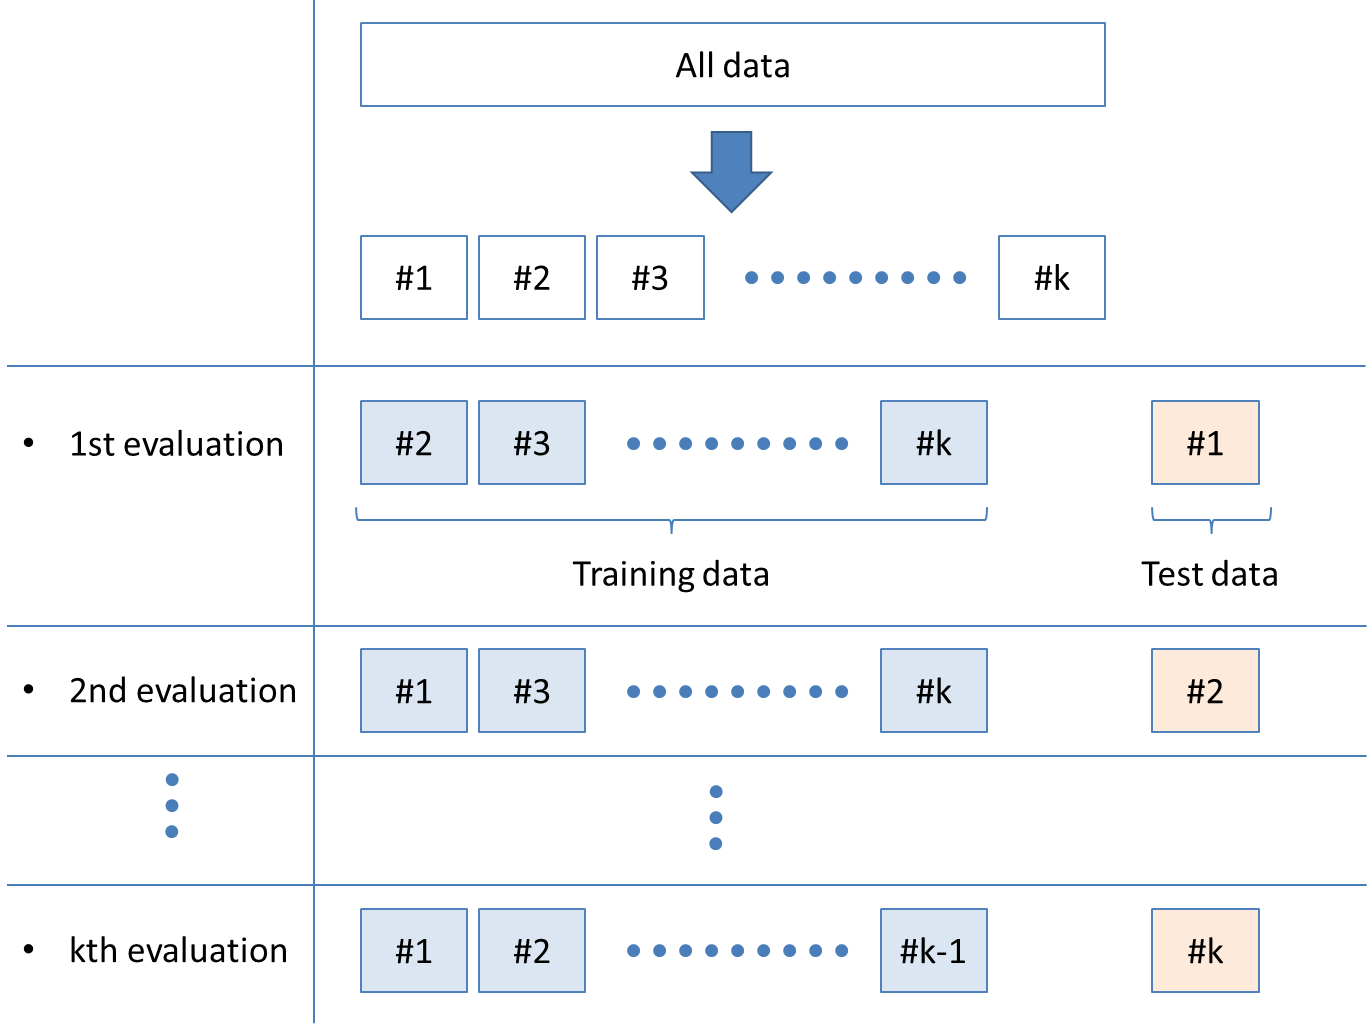 All data
#1 #2 #3 #k
• 1st evaluation #2 #3 #k #1
Training data Test data
• 2nd evaluation #1 #3 #k #2
• kth evaluation #1 #2 #k-1 #k